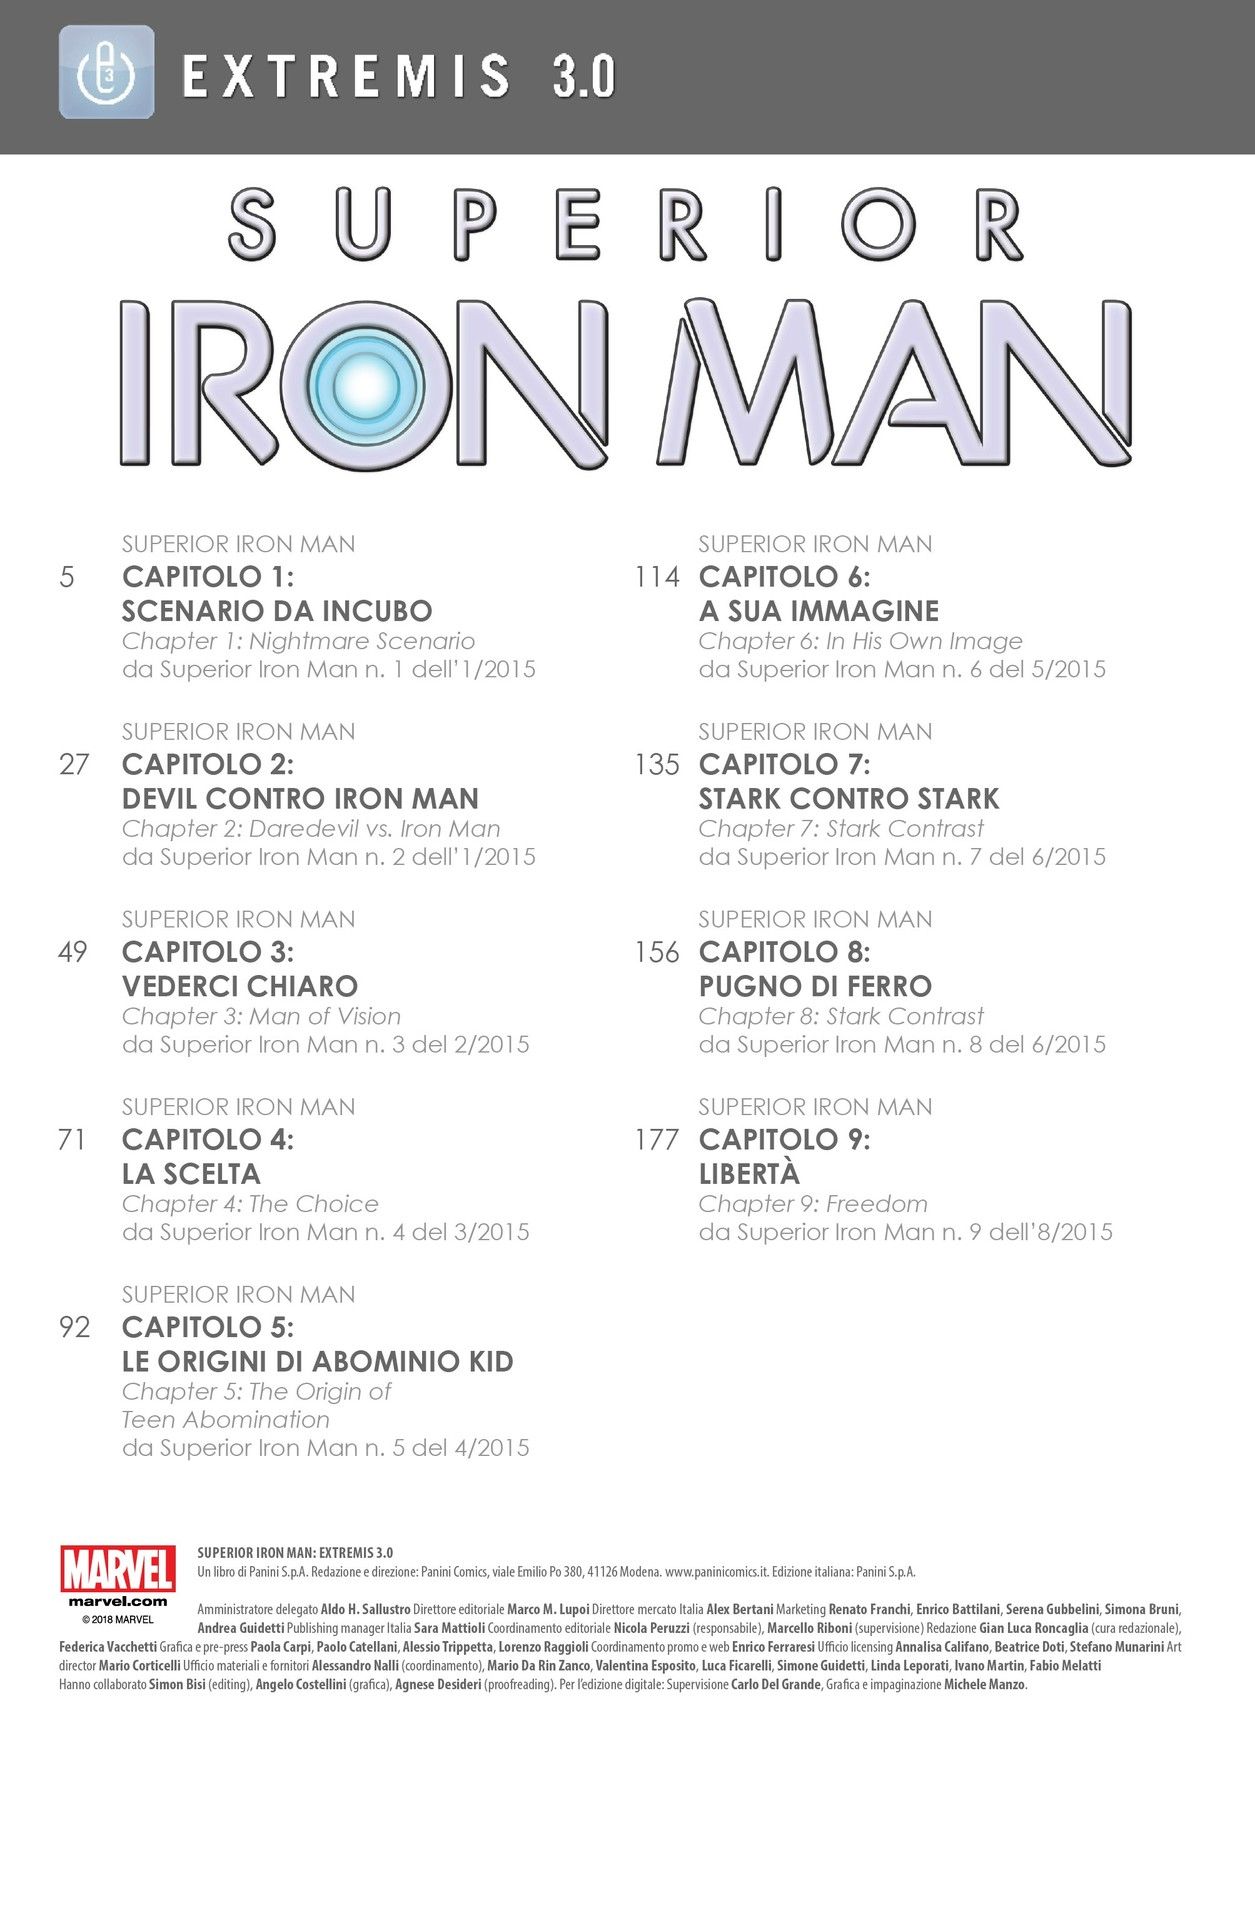 EXTREMIS 3.0
SUPERIOR
IRON MAN
SUPERIOR IRON MAN
5 CAPITOLO 1:
SCENARIO DA INCUBO
Chapter 1: Nightmare Scenario
da Superior Iron Man n. 1 dell’1/2015
SUPERIOR IRON MAN
27 CAPITOLO 2:
DEVIL CONTRO IRON MAN
Chapter 2: Daredevil vs. Iron Man
da Superior Iron Man n. 2 dell’1/2015
SUPERIOR IRON MAN
49 CAPITOLO 3:
VEDERCI CHIARO
Chapter 3: Man of Vision
da Superior Iron Man n. 3 del 2/2015
SUPERIOR IRON MAN
71 CAPITOLO 4:
LA SCELTA
Chapter 4: The Choice
da Superior Iron Man n. 4 del 3/2015
SUPERIOR IRON MAN
92 CAPITOLO 5:
LE ORIGINI DI ABOMINIO KID
Chapter 5: The Origin of
Teen Abomination
da Superior Iron Man n. 5 del 4/2015
SUPERIOR IRON MAN
114 CAPITOLO 6:
A SUA IMMAGINE
Chapter 6: In His Own Image
da Superior Iron Man n. 6 del 5/2015
SUPERIOR IRON MAN
135 CAPITOLO 7:
STARK CONTRO STARK
Chapter 7: Stark Contrast
da Superior Iron Man n. 7 del 6/2015
SUPERIOR IRON MAN
156 CAPITOLO 8:
PUGNO DI FERRO
Chapter 8: Stark Contrast
da Superior Iron Man n. 8 del 6/2015
SUPERIOR IRON MAN
177 CAPITOLO 9:
LIBERTÀ
Chapter 9: Freedom
da Superior Iron Man n. 9 dell’8/2015
MARVEL
marvel.com
© 2018 MARVEL
SUPERIOR IRON MAN: EXTREMIS 3.0
Un libro di Panini S.p.A. Redazione e direzione: Panini Comics, viale Emilio Po 380, 41126 Modena. www.paninicomics.it. Edizione italiana: Panini S.p.A.
Amministratore delegato Aldo H. Sallustro Direttore editoriale Marco M. Lupoi Direttore mercato Italia Alex Bertani Marketing Renato Franchi, Enrico Battilani, Serena Gubbelini, Simona Bruni,
Andrea Guidetti Publishing manager Italia Sara Mattioli Coordinamento editoriale Nicola Peruzzi (responsabile), Marcello Riboni (supervisione) Redazione Gian Luca Roncaglia (cura redazionale),
Federica Vacchetti Grafica e pre-press Paola Carpi, Paolo Catellani, Alessio Trippetta, Lorenzo Raggioli Coordinamento promo e web Enrico Ferraresi Ufficio licensing Annalisa Califano, Beatrice Doti, Stefano Munarini Art
director Mario Corticelli Ufficio materiali e fornitori Alessandro Nalli (coordinamento), Mario Da Rin Zanco, Valentina Esposito, Luca Ficarelli, Simone Guidetti, Linda Leporati, Ivano Martin, Fabio Melatti
Hanno collaborato Simon Bisi (editing), Angelo Costellini (grafica), Agnese Desideri (proofreading). Per l’edizione digitale: Supervisione Carlo Del Grande, Grafica e impaginazione Michele Manzo.